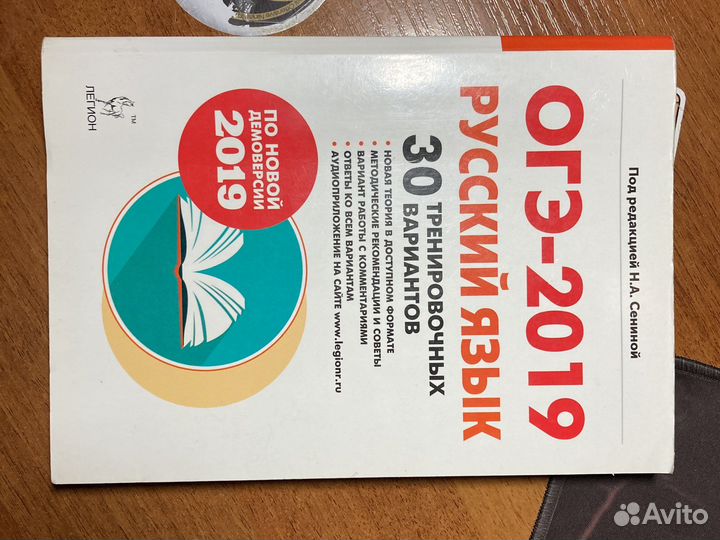 Под редакцией Н.А. Сениной
ОГЭ-2019
РУССКИЙ ЯЗЫК
30 ТРЕНИРОВОЧНЫХ
ВАРИАНТОВ
• НОВАЯ ТЕОРИЯ В ДОСТУПНОМ ФОРМАТЕ
• МЕТОДИЧЕСКИЕ РЕКОМЕНДАЦИИ И СОВЕТЫ
• ВАРИАНТ РАБОТЫ С КОММЕНТАРИЯМИ
• ОТВЕТЫ КО ВСЕМ ВАРИАНТАМ
• АУДИОПРИЛОЖЕНИЕ НА САЙТЕ www.legionr.ru
ПО НОВОЙ
ДЕМОВЕРСИИ
2019
TM
ЛЕГИОН
Avito